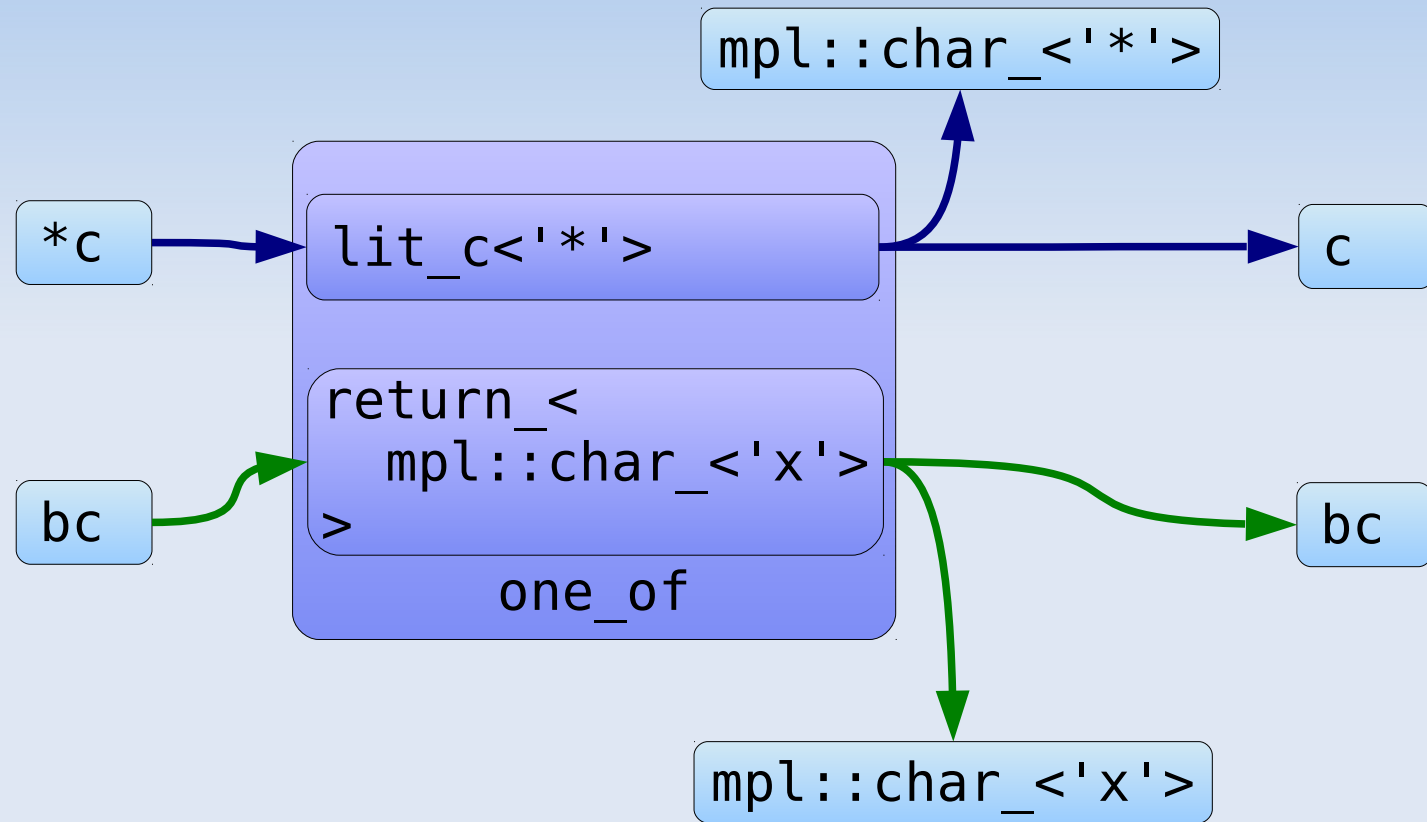 mpl::char_<'*'>
*c
lit_c<'*'>
c
return_<
mpl::char_<'x'>
>
bc
bc
one_of
mpl::char_<'x'>